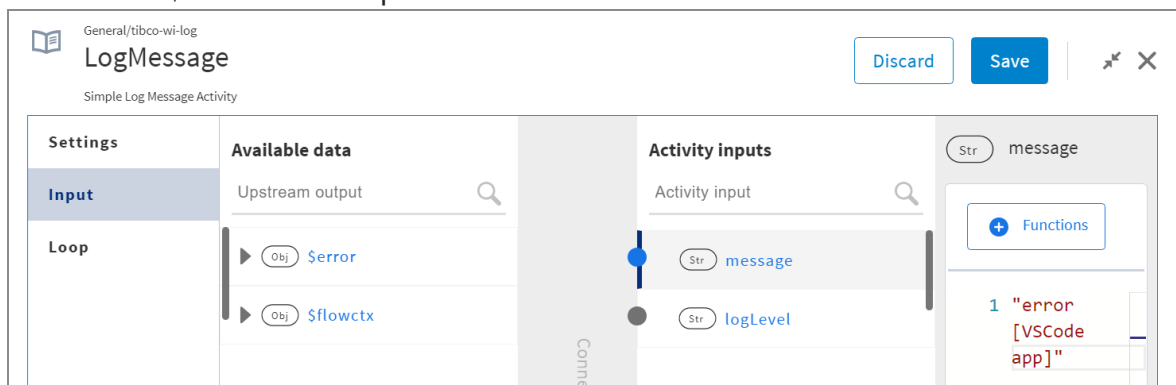 General/tibco-wi-log
LogMessage
Simple Log Message Activity
Discard
Save
Settings
Input
Loop
Available data
Upstream output
Obj $error
Obj $flowctx
Conne
Activity inputs
Activity input
Str message
Str logLevel
Str message
Functions
1 "error
[VSCode
app]"